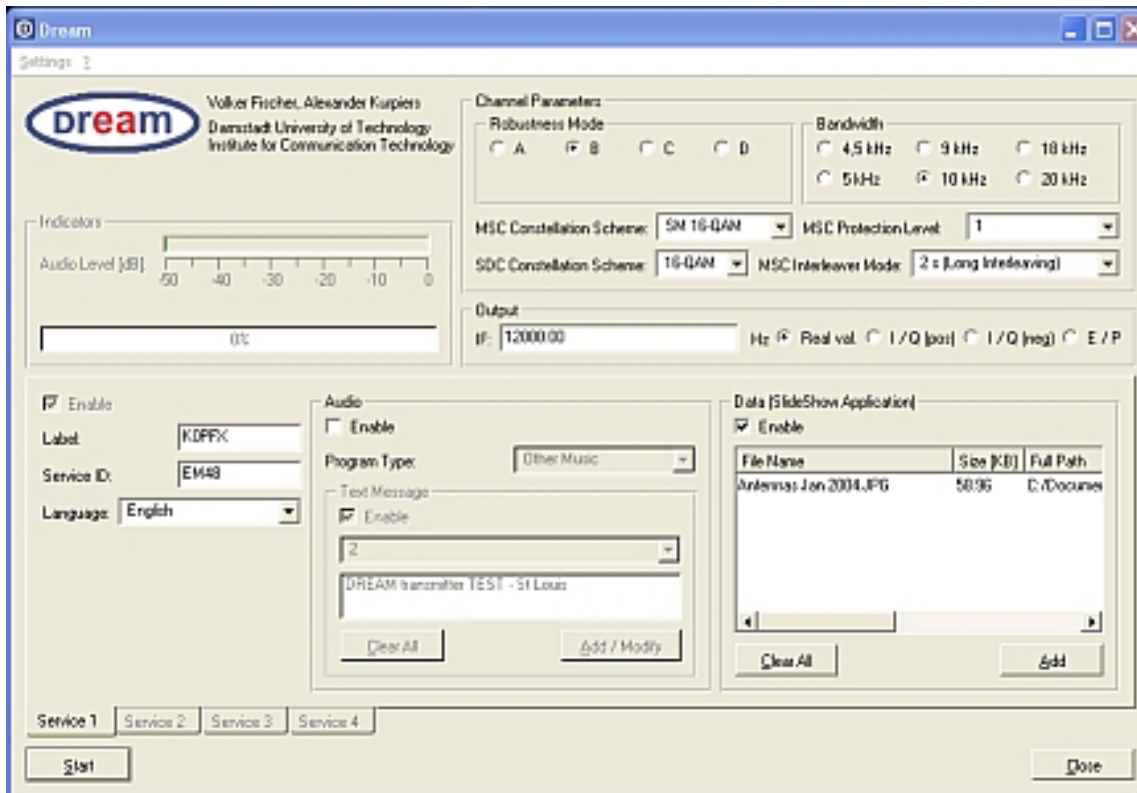 Dream
Settings ?
Dream
Volker Fischer, Alexander Kurpiers
Darmstadt University of Technology
Institute for Communication Technology
Indicators
Audio Level [dB]:
-50 -40 -30 -20 -10 0
0%
Channel Parameters
Robustness Mode
A B C D
Bandwidth
4,5 kHz 9 kHz 18 kHz
5 kHz 10 kHz 20 kHz
MSC Constellation Scheme: SM 16-QAM
MSC Protection Level: 1
SDC Constellation Scheme: 16-QAM
MSC Interleaver Mode: 2 s (Long Interleaving)
Output
IF: 12000.00 Hz Real val. I / Q (pos) I / Q (neg) E / P
Enable
Label: K0PFX
Service ID: EM48
Language: English
Audio
Enable
Program Type: Other Music
Text Message
Enable
2
DREAM transmitter TEST - St Louis
Clear All Add / Modify
Data (SlideShow Application)
Enable
File Name Size [KB] Full Path
Antennas Jan 2004.JPG 58.96 C:/Documer
Clear All Add
Service 1 Service 2 Service 3 Service 4
Start Close